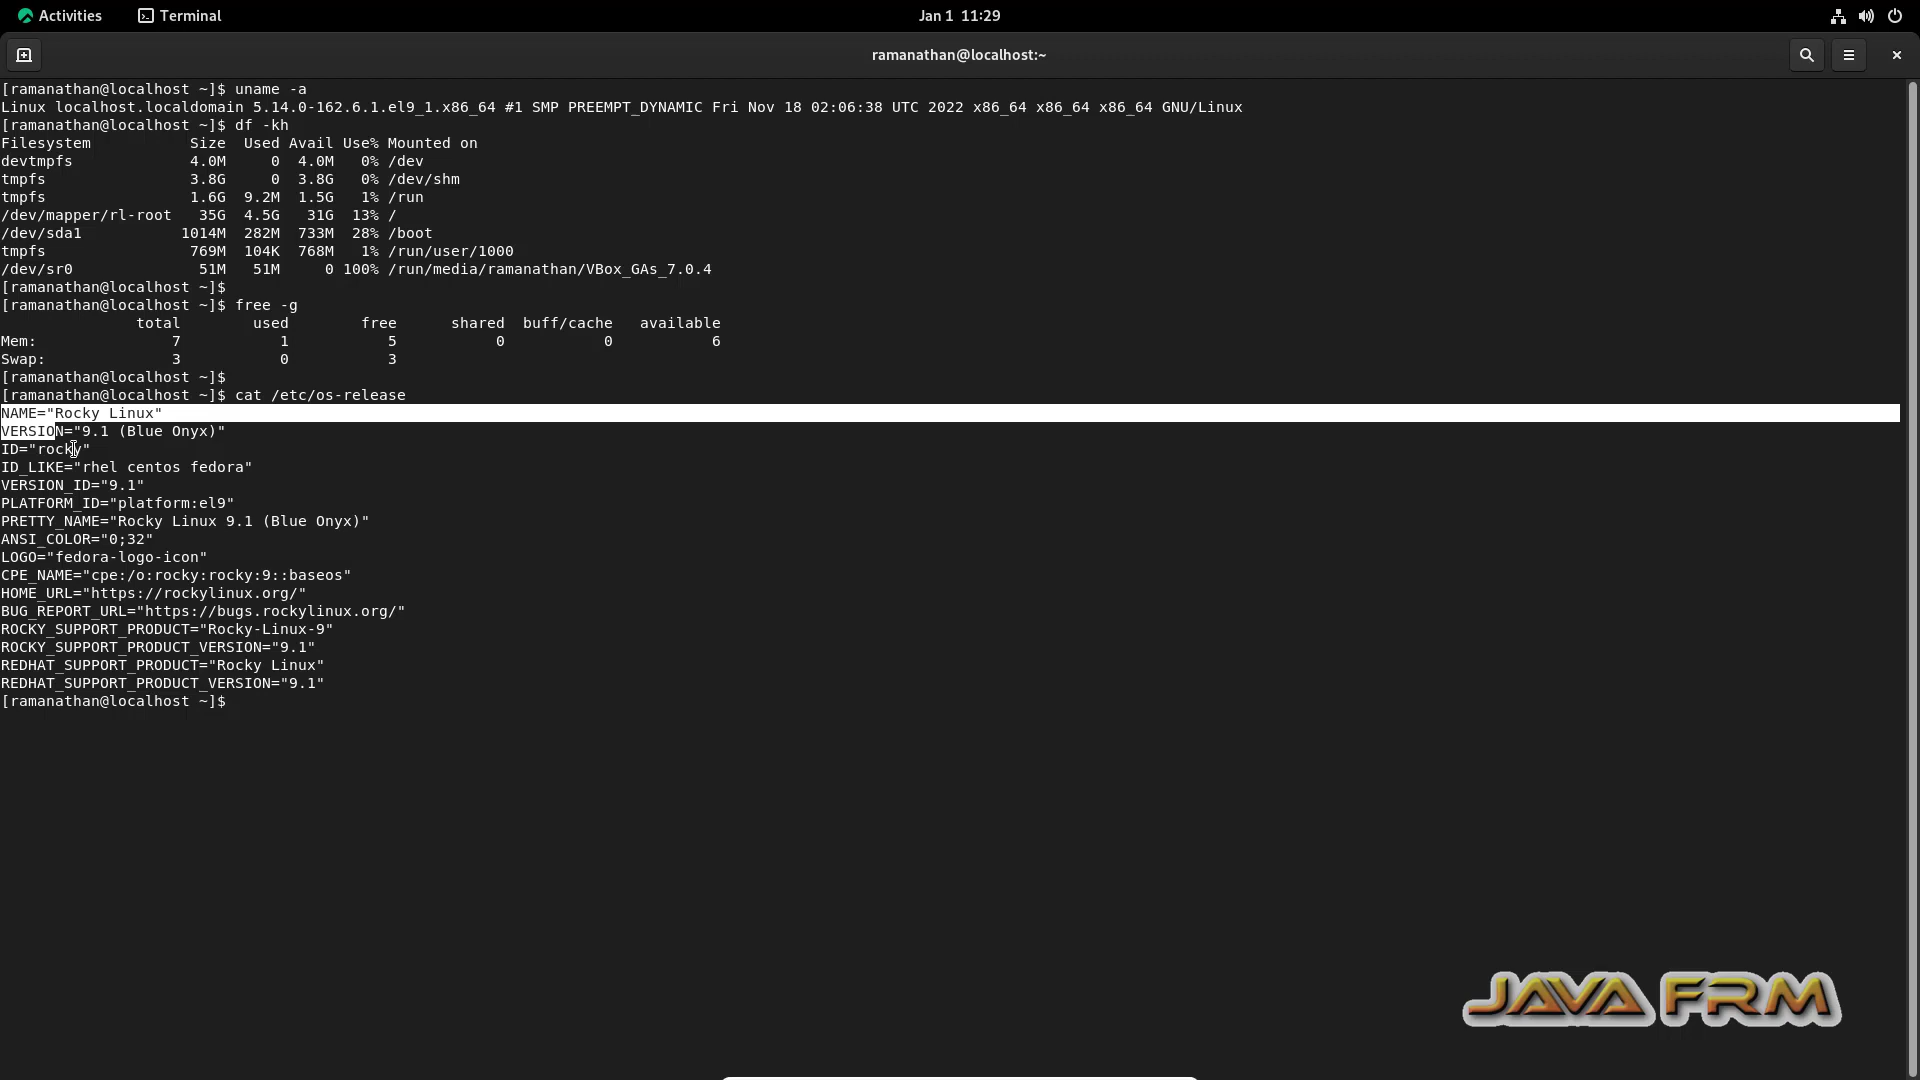 Activities Terminal Jan 1 11:29
ramanathan@localhost:~
[ramanathan@localhost ~]$ uname -a
Linux localhost.localdomain 5.14.0-162.6.1.el9_1.x86_64 #1 SMP PREEMPT_DYNAMIC Fri Nov 18 02:06:38 UTC 2022 x86_64 x86_64 x86_64 GNU/Linux
[ramanathan@localhost ~]$ df -kh
Filesystem           Size  Used Avail Use% Mounted on
devtmpfs             4.0M     0  4.0M   0% /dev
tmpfs                3.8G     0  3.8G   0% /dev/shm
tmpfs                1.6G  9.2M  1.5G   1% /run
/dev/mapper/rl-root   35G  4.5G   31G  13% /
/dev/sda1           1014M  282M  733M  28% /boot
tmpfs                769M  104K  768M   1% /run/user/1000
/dev/sr0              51M   51M     0 100% /run/media/ramanathan/VBox_GAs_7.0.4
[ramanathan@localhost ~]$
[ramanathan@localhost ~]$ free -g
               total        used        free      shared  buff/cache   available
Mem:               7           1           5           0           0           6
Swap:              3           0           3
[ramanathan@localhost ~]$
[ramanathan@localhost ~]$ cat /etc/os-release
NAME="Rocky Linux"
VERSION="9.1 (Blue Onyx)"
ID="rocky"
ID_LIKE="rhel centos fedora"
VERSION_ID="9.1"
PLATFORM_ID="platform:el9"
PRETTY_NAME="Rocky Linux 9.1 (Blue Onyx)"
ANSI_COLOR="0;32"
LOGO="fedora-logo-icon"
CPE_NAME="cpe:/o:rocky:rocky:9::baseos"
HOME_URL="https://rockylinux.org/"
BUG_REPORT_URL="https://bugs.rockylinux.org/"
ROCKY_SUPPORT_PRODUCT="Rocky-Linux-9"
ROCKY_SUPPORT_PRODUCT_VERSION="9.1"
REDHAT_SUPPORT_PRODUCT="Rocky Linux"
REDHAT_SUPPORT_PRODUCT_VERSION="9.1"
[ramanathan@localhost ~]$
JAVA FRM